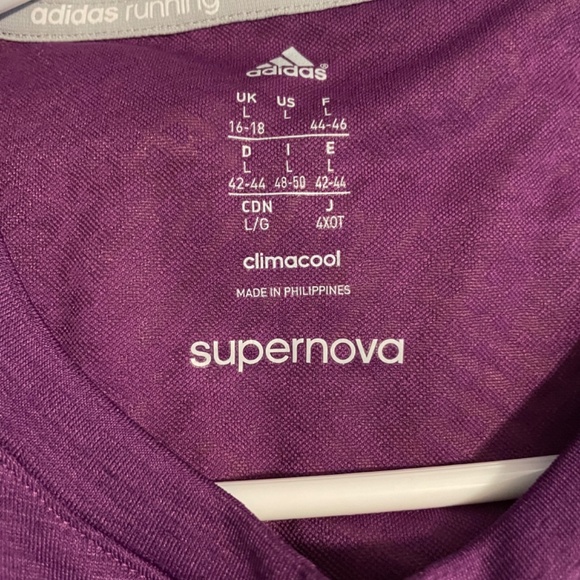 adidas running
adidas
UK US F
L L L
16-18 44-46
D I E
L L L
42-44 48-50 42-44
CDN J
L/G 4XOT
climacool
MADE IN PHILIPPINES
supernova